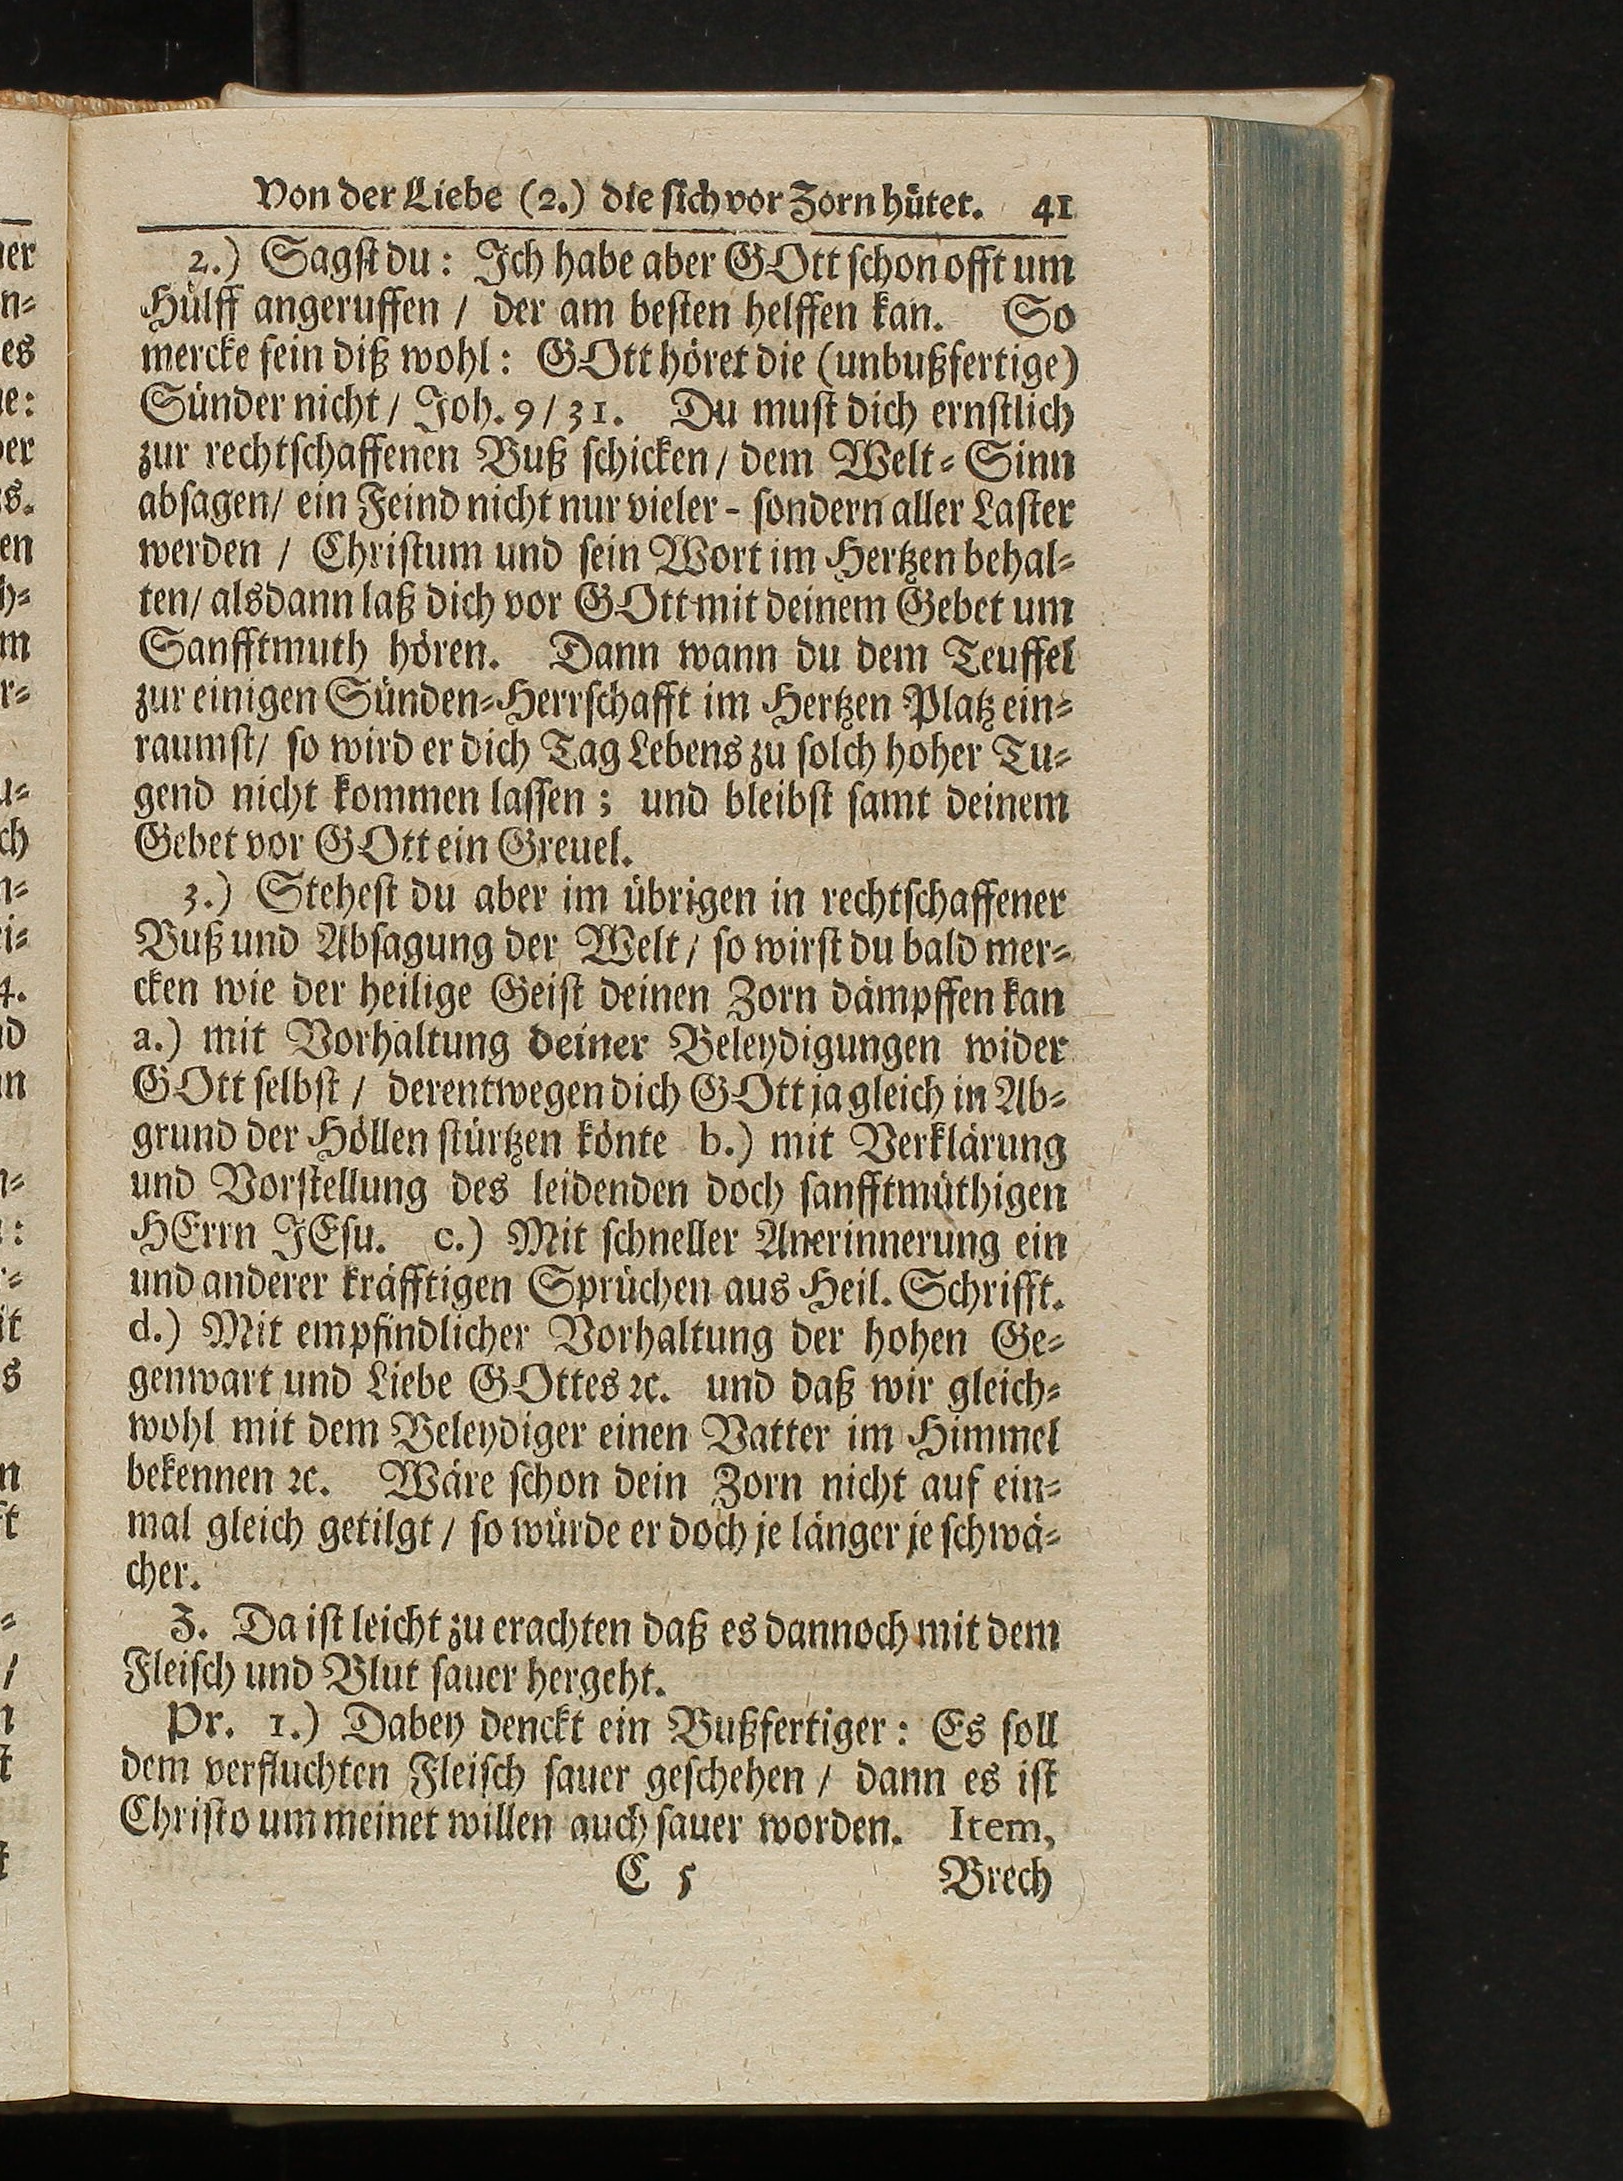 Von der Liebe (2.) die sich vor Zorn hütet. 41
2.) Sagst du: Ich habe aber GOtt schon offt um
Hülff angeruffen / der am besten helffen kan. So
mercke fein diß wohl: GOtt höret die (unbußfertige)
Sünder nicht / Joh. 9/31. Du must dich ernstlich
zur rechtschaffenen Buß schicken / dem Welt-Sinn
absagen/ ein Feind nicht nur vieler - sondern aller Laster
werden / Christum und sein Wort im Hertzen behal-
ten/ alsdann laß dich vor GOtt mit deinem Gebet um
Sanfftmuth hören. Dann wann du dem Teuffel
zur einigen Sünden-Herrschafft im Hertzen Platz ein-
raumst/ so wird er dich Tag Lebens zu solch hoher Tu-
gend nicht kommen lassen; und bleibst samt deinem
Gebet vor GOtt ein Greuel.
3.) Stehest du aber im übrigen in rechtschaffener
Buß und Absagung der Welt / so wirst du bald mer-
cken wie der heilige Geist deinen Zorn dämpffen kan
a.) mit Vorhaltung deiner Beleydigungen wider
GOtt selbst / derentwegen dich GOtt ja gleich in Ab-
grund der Höllen stürtzen könte b.) mit Verklärung
und Vorstellung des leidenden doch sanfftmüthigen
HErrn JEsu. c.) Mit schneller Anerinnerung ein
und anderer kräfftigen Sprüchen aus Heil. Schrifft.
d.) Mit empfindlicher Vorhaltung der hohen Ge-
genwart und Liebe GOttes ꝛc. und daß wir gleich-
wohl mit dem Beleydiger einen Vatter im Himmel
bekennen ꝛc. Wäre schon dein Zorn nicht auf ein-
mal gleich getilgt / so würde er doch je länger je schwä-
cher.
3. Da ist leicht zu erachten daß es dannoch mit dem
Fleisch und Blut sauer hergeht.
Pr. 1.) Dabey denckt ein Bußfertiger: Es soll
dem verfluchten Fleisch sauer geschehen / dann es ist
Christo um meinet willen auch sauer worden. Item,
C 5 Brech